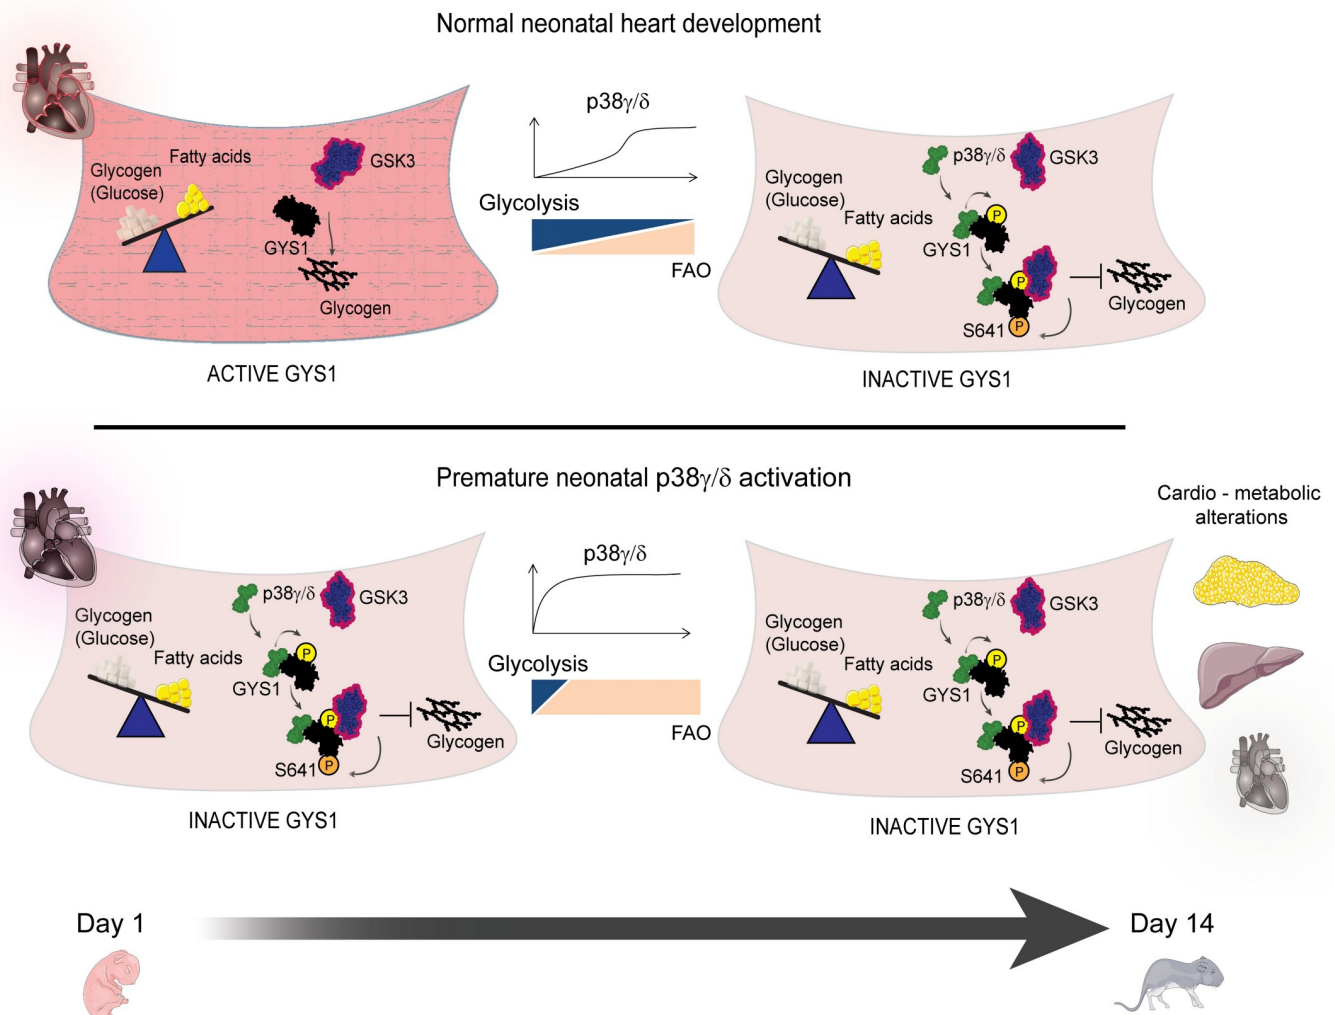 Normal neonatal heart development
Fatty acids
Glycogen
(Glucose)
GSK3
GYS1
Glycogen
ACTIVE GYS1
p38γ/δ
Glycolysis
FAO
p38γ/δ
GSK3
Glycogen
(Glucose)
Fatty acids
P
GYS1
P
Glycogen
S641
P
INACTIVE GYS1
Premature neonatal p38γ/δ activation
p38γ/δ
GSK3
Glycogen
(Glucose)
Fatty acids
P
GYS1
P
Glycogen
S641
P
INACTIVE GYS1
p38γ/δ
Glycolysis
FAO
p38γ/δ
GSK3
Glycogen
(Glucose)
Fatty acids
P
GYS1
P
Glycogen
S641
P
INACTIVE GYS1
Cardio - metabolic
alterations
Day 1
Day 14